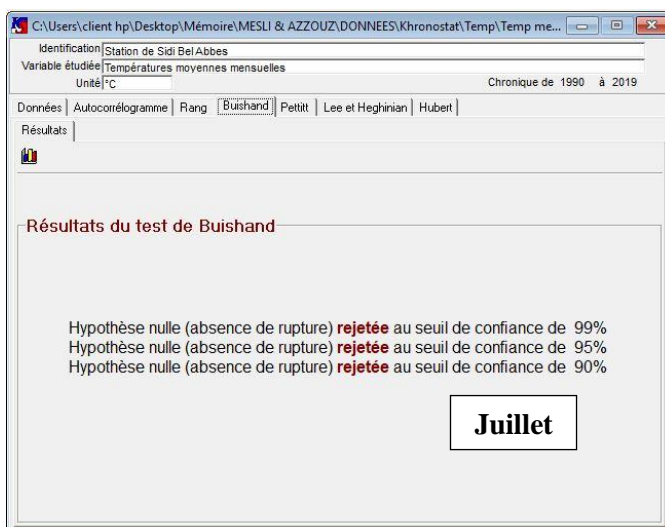 C:\Users\client hp\Desktop\Mémoire\MESLI & AZZOUZ\DONNEES\Khronostat\Temp\Temp me...
Identification Station de Sidi Bel Abbes
Variable étudiée Températures moyennes mensuelles
Unité °C Chronique de 1990 à 2019
Données Autocorrélogramme Rang Buishand Pettitt Lee et Heghinian Hubert
Résultats
Résultats du test de Buishand
Hypothèse nulle (absence de rupture) rejetée au seuil de confiance de 99%
Hypothèse nulle (absence de rupture) rejetée au seuil de confiance de 95%
Hypothèse nulle (absence de rupture) rejetée au seuil de confiance de 90%
Juillet